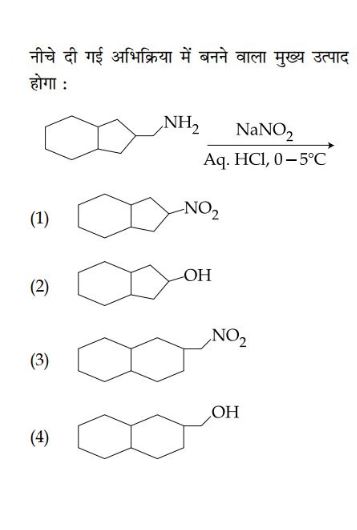 नीचे दी गई अभिक्रिया में बनने वाला मुख्य उत्पाद
होगा :
NH₂
NaNO₂
Aq. HCl, 0–5°C
(1) NO₂
(2) OH
(3) NO₂
(4) OH